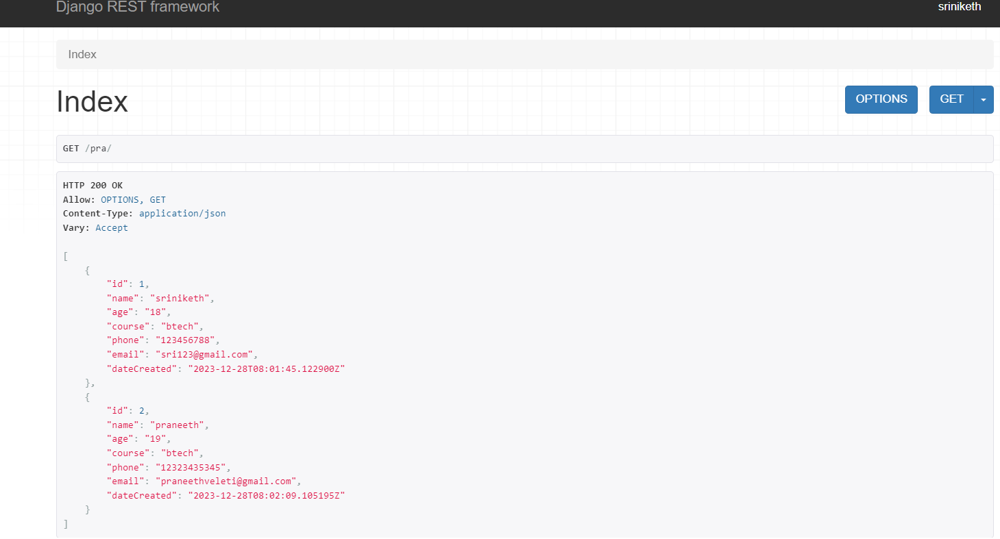 Django REST framework
sriniketh
Index
Index
OPTIONS
GET
GET /pra/
HTTP 200 OK
Allow: OPTIONS, GET
Content-Type: application/json
Vary: Accept
[
    {
        "id": 1,
        "name": "sriniketh",
        "age": "18",
        "course": "btech",
        "phone": "123456788",
        "email": "sri123@gmail.com",
        "dateCreated": "2023-12-28T08:01:45.122900Z"
    },
    {
        "id": 2,
        "name": "praneeth",
        "age": "19",
        "course": "btech",
        "phone": "12323435345",
        "email": "praneethveleti@gmail.com",
        "dateCreated": "2023-12-28T08:02:09.105195Z"
    }
]